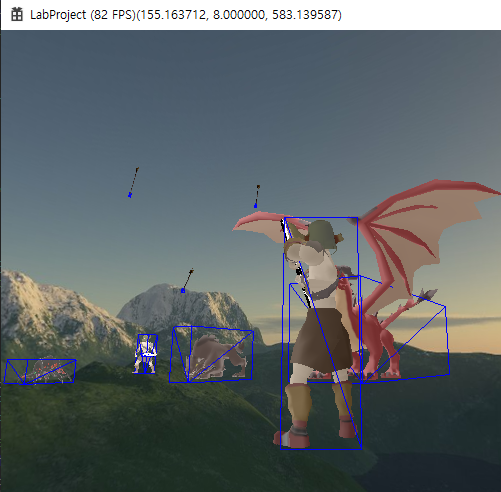 LabProject (82 FPS)(155.163712, 8.000000, 583.139587)